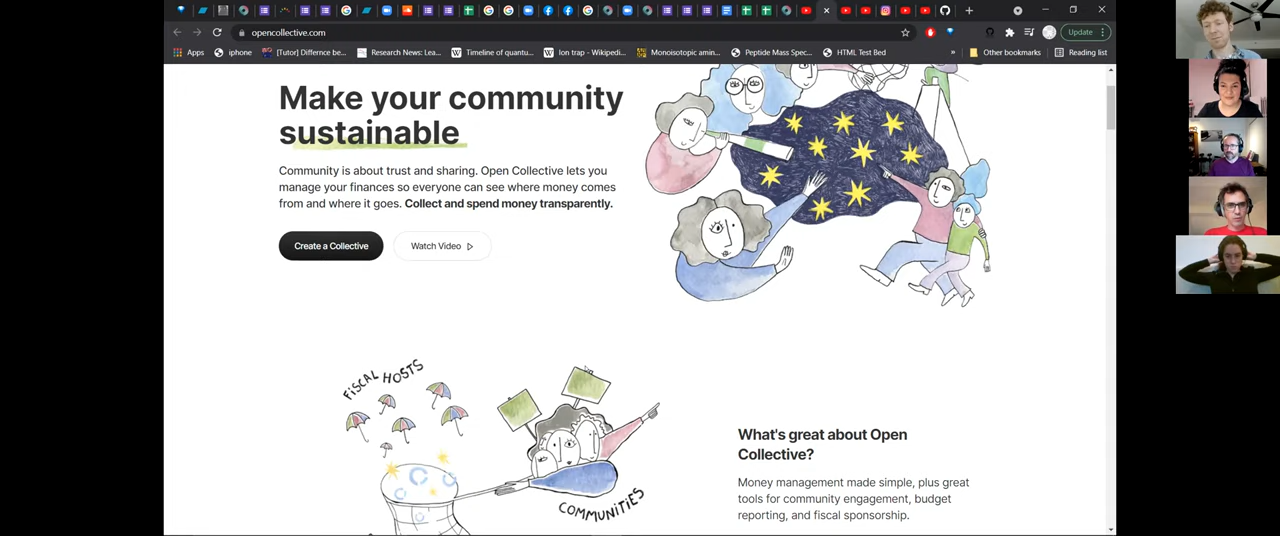 opencollective.com
Update
Apps
iphone
[Tutor] Differnce be...
Research News: Lea...
Timeline of quantu...
Ion trap - Wikipedi...
Monoisotopic amin...
Peptide Mass Spec...
HTML Test Bed
Other bookmarks
Reading list
Make your community
sustainable
Community is about trust and sharing. Open Collective lets you
manage your finances so everyone can see where money comes
from and where it goes. Collect and spend money transparently.
Create a Collective
Watch Video
FiSCAL HOSTS
COMMUNiTiES
What's great about Open
Collective?
Money management made simple, plus great
tools for community engagement, budget
reporting, and fiscal sponsorship.